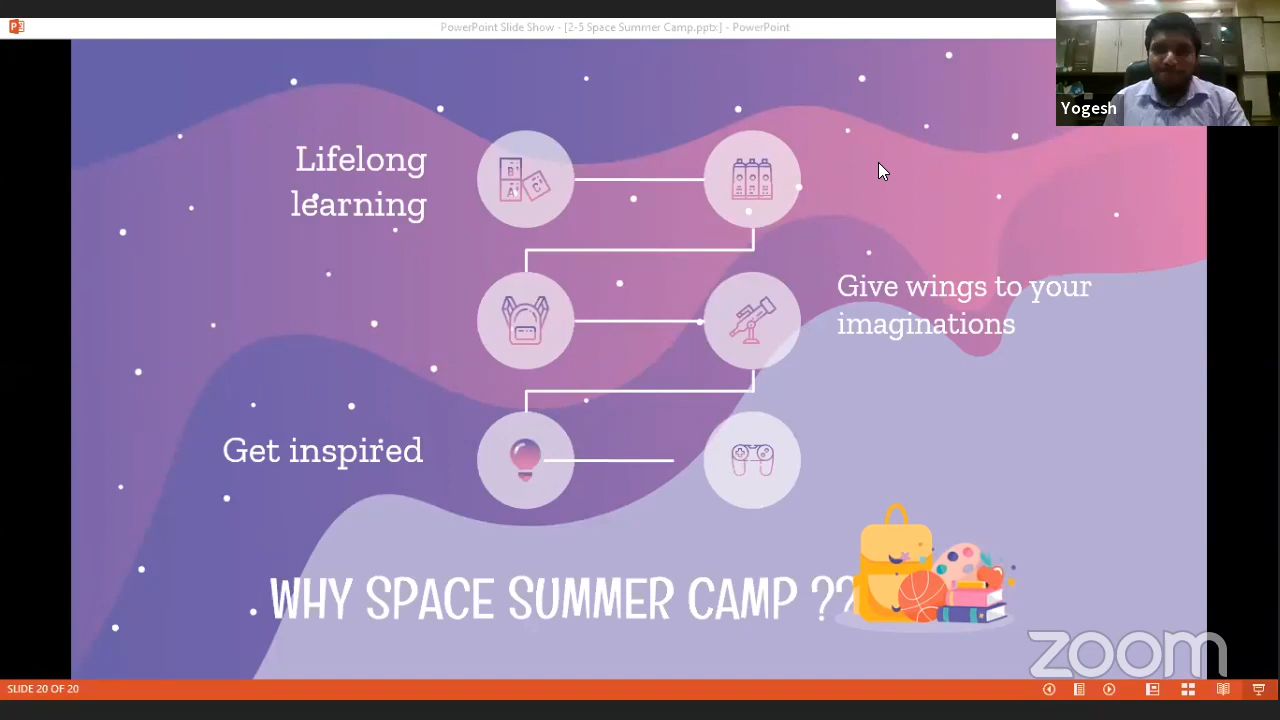 PowerPoint Slide Show - [2-5 Space Summer Camp.pptx] - PowerPoint
Yogesh
Lifelong
learning
B
A
C
Give wings to your
imaginations
Get inspired
WHY SPACE SUMMER CAMP ??
zoom
SLIDE 20 OF 20